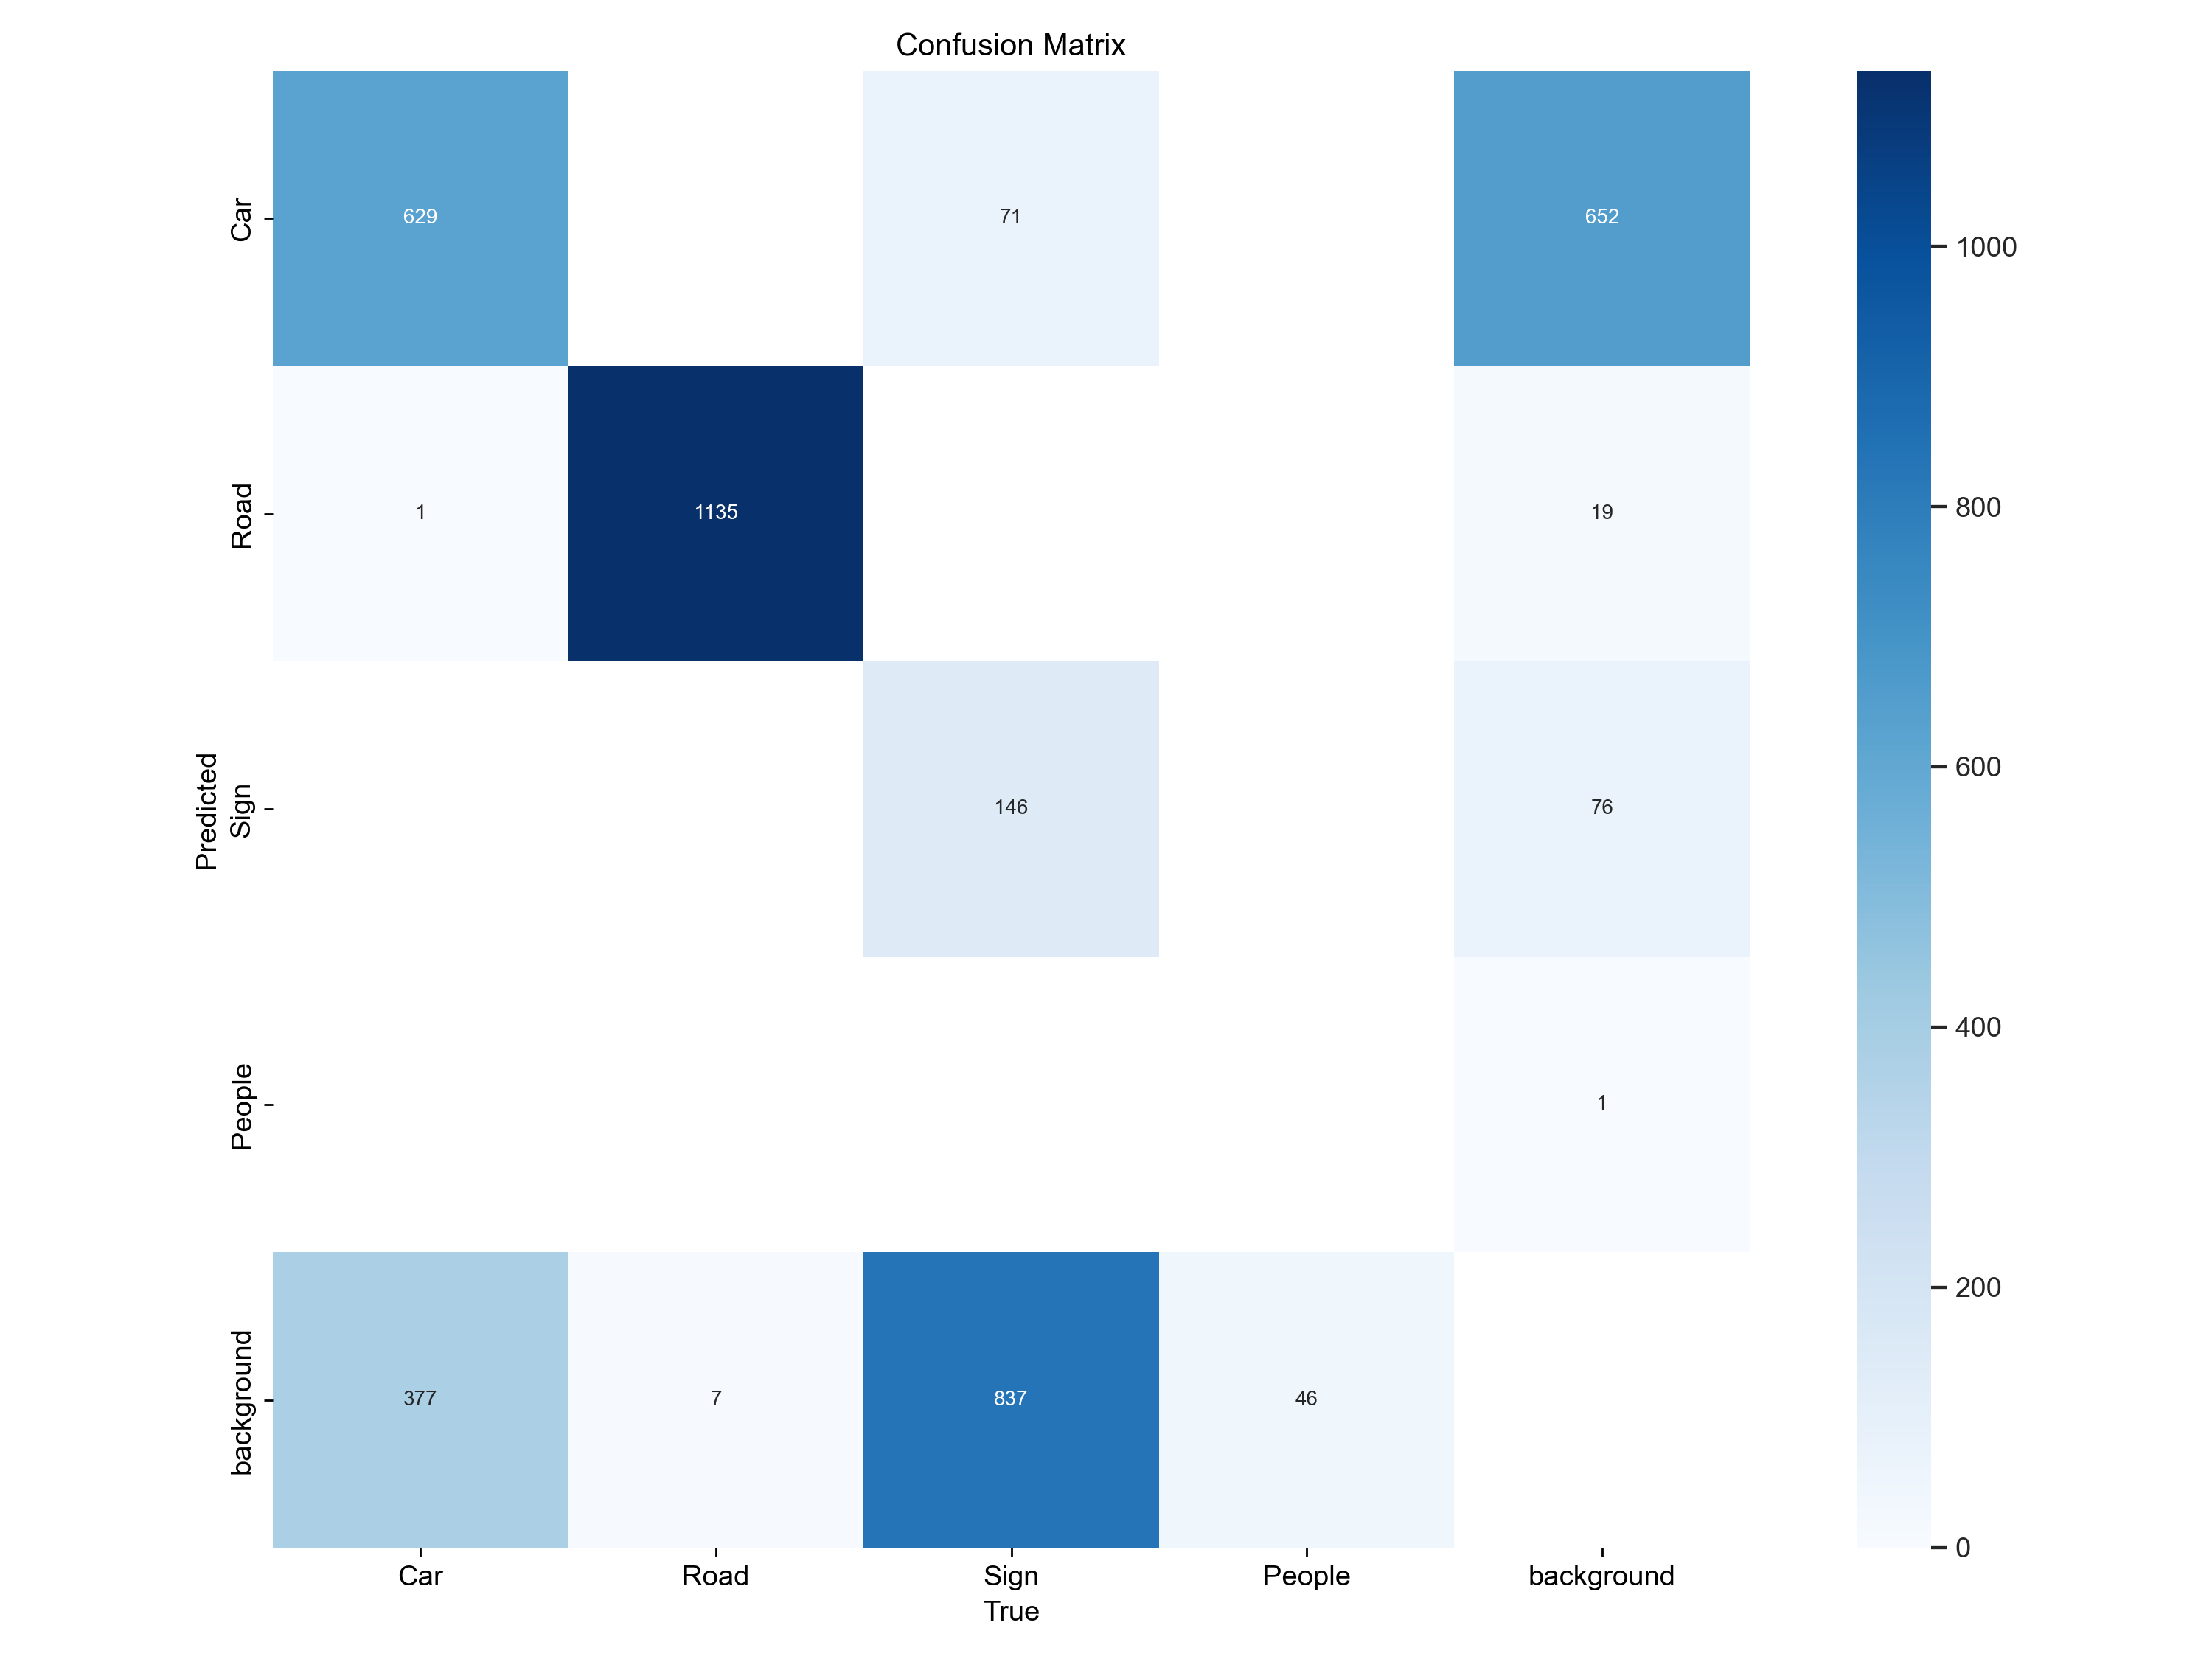 Confusion Matrix
Predicted
Car
629
71
652
Road
1
1135
19
Sign
146
76
People
1
background
377
7
837
46
Car
Road
Sign
People
background
True
1000
800
600
400
200
0